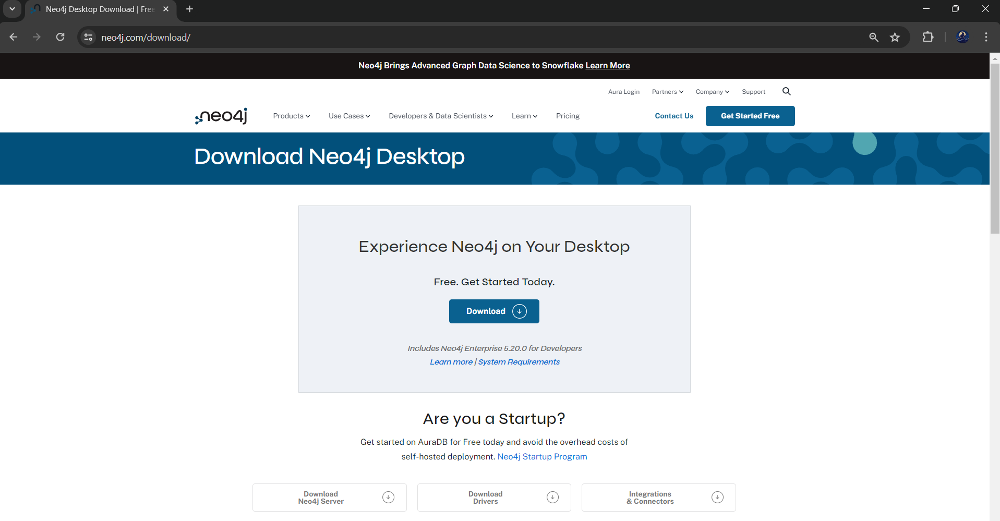 Neo4j Desktop Download | Free
neo4j.com/download/
Neo4j Brings Advanced Graph Data Science to Snowflake Learn More
Aura Login Partners Company Support
neo4j Products Use Cases Developers & Data Scientists Learn Pricing Contact Us Get Started Free
Download Neo4j Desktop
Experience Neo4j on Your Desktop
Free. Get Started Today.
Download
Includes Neo4j Enterprise 5.20.0 for Developers
Learn more | System Requirements
Are you a Startup?
Get started on AuraDB for Free today and avoid the overhead costs of
self-hosted deployment. Neo4j Startup Program
Download
Neo4j Server
Download
Drivers
Integrations
& Connectors